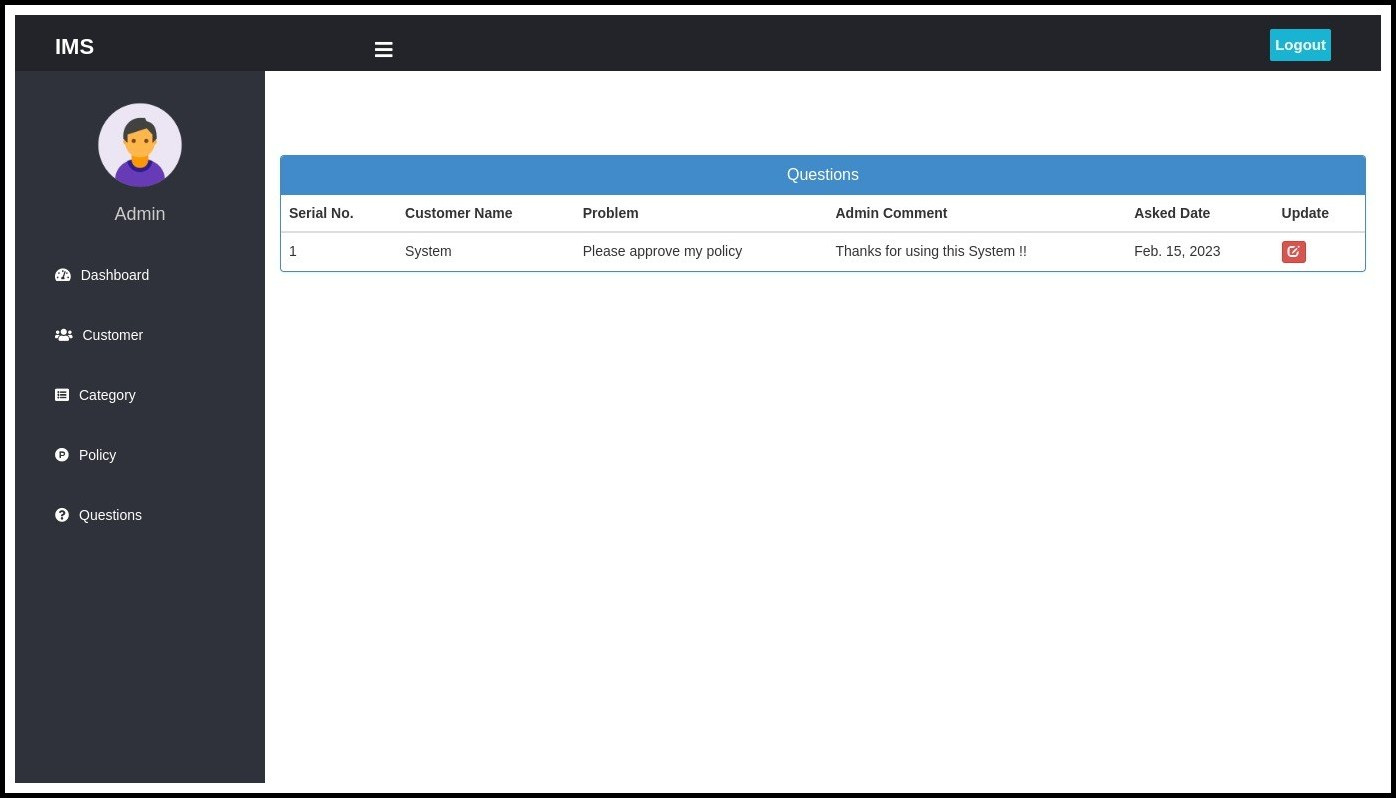 IMS
Logout
Admin
Dashboard
Customer
Category
Policy
Questions
Questions
Serial No. Customer Name Problem Admin Comment Asked Date Update
1 System Please approve my policy Thanks for using this System !! Feb. 15, 2023